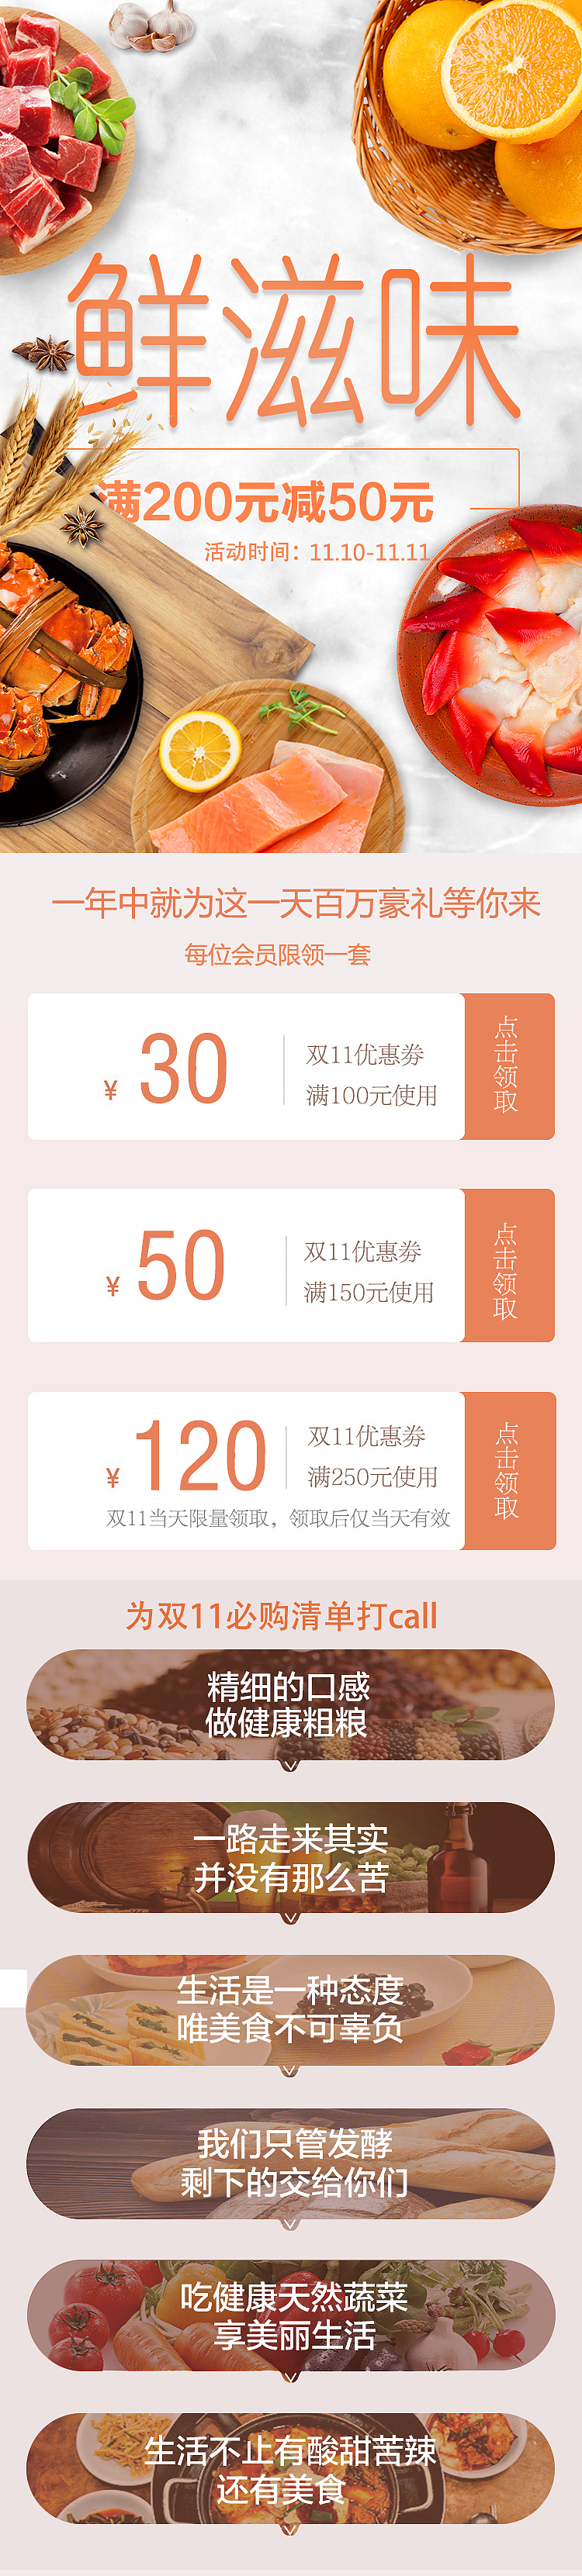 鲜滋味
满200元减50元
活动时间：11.10-11.11
一年中就为这一天百万豪礼等你来
每位会员限领一套
¥ 30
双11优惠券
满100元使用
点击领取
¥ 50
双11优惠券
满150元使用
点击领取
¥ 120
双11优惠券
满250元使用
双11当天限量领取，领取后仅当天有效
点击领取
为双11必购清单打call
精细的口感
做健康粗粮
一路走来其实
并没有那么苦
生活是一种态度
唯美食不可辜负
我们只管发酵
剩下的交给你们
吃健康天然蔬菜
享美丽生活
生活不止有酸甜苦辣
还有美食